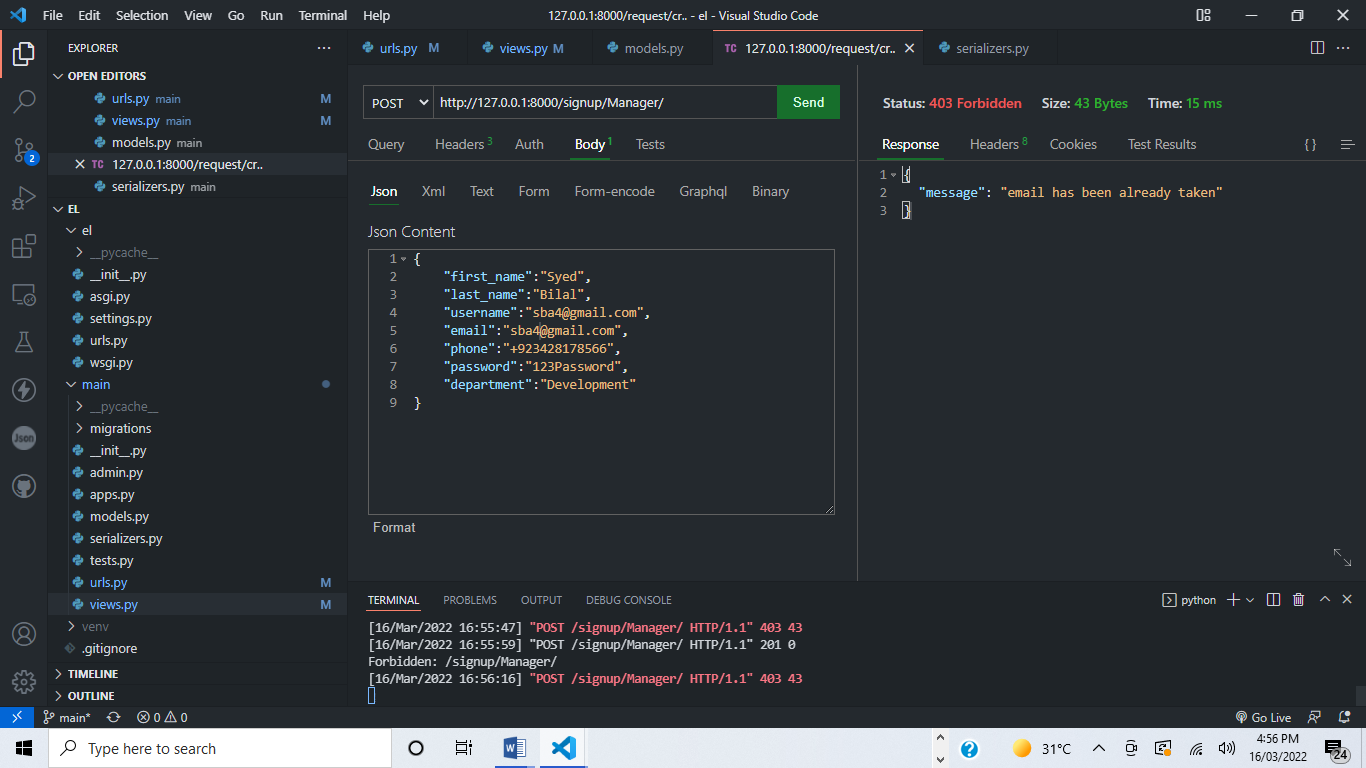 File Edit Selection View Go Run Terminal Help 127.0.0.1:8000/request/cr.. - el - Visual Studio Code
EXPLORER
OPEN EDITORS
urls.py main M
views.py main M
models.py main
TC 127.0.0.1:8000/request/cr..
serializers.py main
EL
el
__pycache__
__init__.py
asgi.py
settings.py
urls.py
wsgi.py
main
__pycache__
migrations
__init__.py
admin.py
apps.py
models.py
serializers.py
tests.py
urls.py M
views.py M
venv
.gitignore
TIMELINE
OUTLINE
2
Json
urls.py M views.py M models.py TC 127.0.0.1:8000/request/cr.. serializers.py
POST http://127.0.0.1:8000/signup/Manager/ Send
Query Headers 3 Auth Body 1 Tests
Json Xml Text Form Form-encode Graphql Binary
Json Content
1 {
2 "first_name":"Syed",
3 "last_name":"Bilal",
4 "username":"sba4@gmail.com",
5 "email":"sba4@gmail.com",
6 "phone":"+923428178566",
7 "password":"123Password",
8 "department":"Development"
9 }
Format
Status: 403 Forbidden Size: 43 Bytes Time: 15 ms
Response Headers 8 Cookies Test Results { }
1 {
2 "message": "email has been already taken"
3 }
TERMINAL PROBLEMS OUTPUT DEBUG CONSOLE python
[16/Mar/2022 16:55:47] "POST /signup/Manager/ HTTP/1.1" 403 43
[16/Mar/2022 16:55:59] "POST /signup/Manager/ HTTP/1.1" 201 0
Forbidden: /signup/Manager/
[16/Mar/2022 16:56:16] "POST /signup/Manager/ HTTP/1.1" 403 43
main* 0 0 Go Live
Type here to search 31°C 4:56 PM
16/03/2022
24